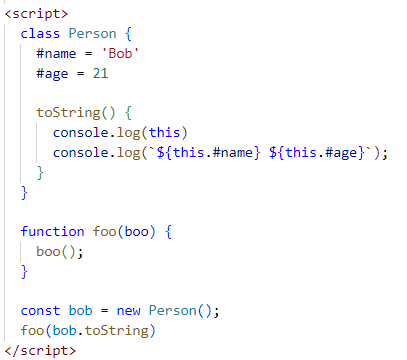 <script>
class Person {
#name = 'Bob'
#age = 21
toString() {
console.log(this)
console.log(`${this.#name} ${this.#age}`);
}
}
function foo(boo) {
boo();
}
const bob = new Person();
foo(bob.toString)
</script>